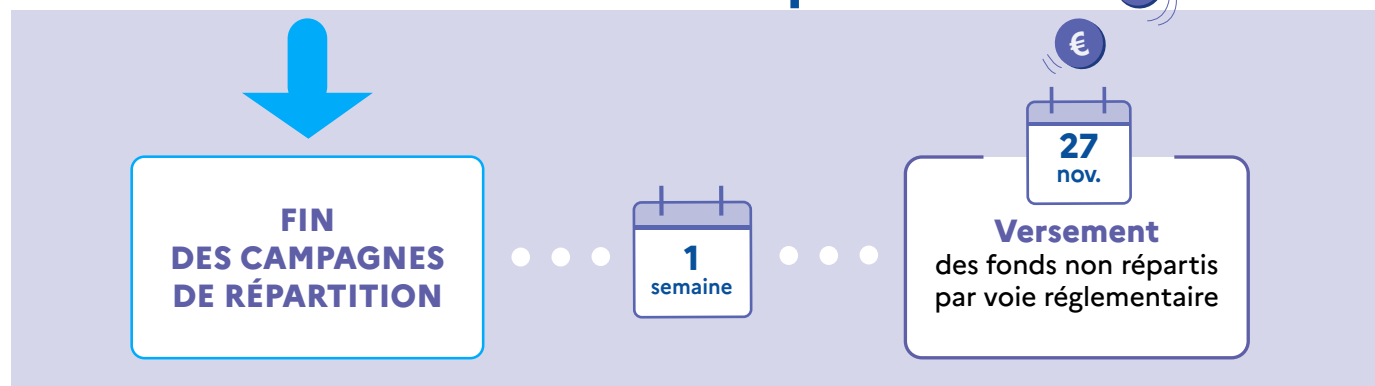 €
FIN
DES CAMPAGNES
DE RÉPARTITION
1
semaine
27
nov.
Versement
des fonds non répartis
par voie réglementaire